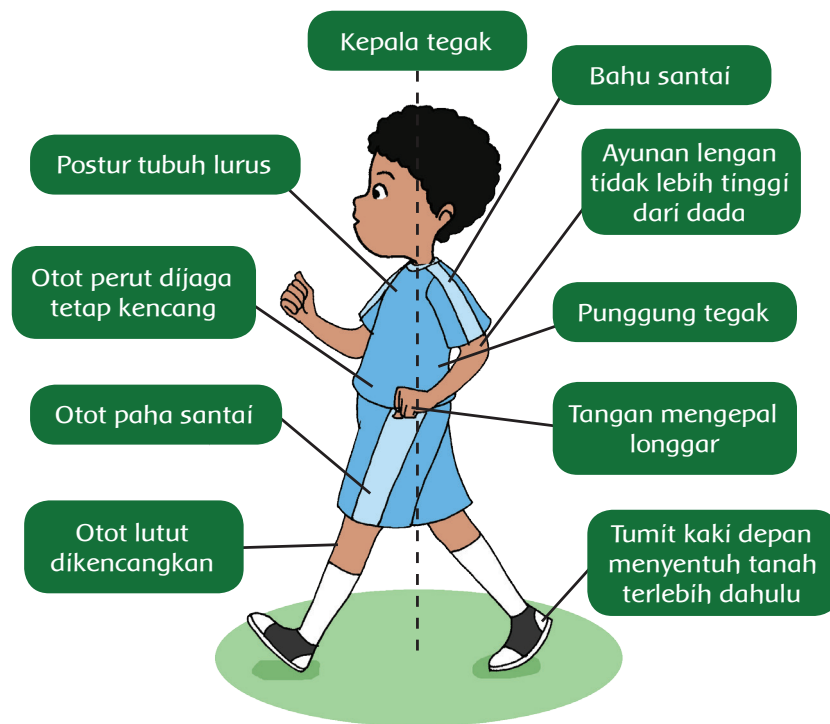 Kepala tegak
Bahu santai
Postur tubuh lurus
Ayunan lengan
tidak lebih tinggi
dari dada
Otot perut dijaga
tetap kencang
Punggung tegak
Otot paha santai
Tangan mengepal
longgar
Otot lutut
dikencangkan
Tumit kaki depan
menyentuh tanah
terlebih dahulu